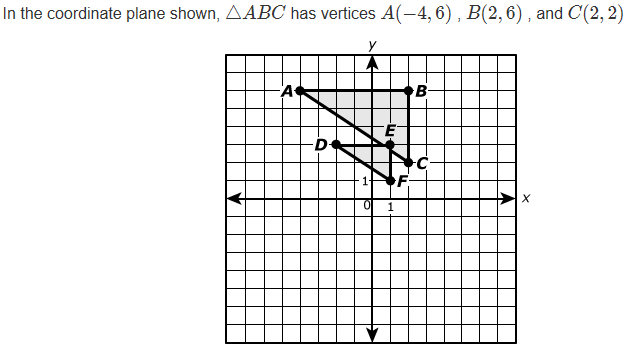 In the coordinate plane shown, △ABC has vertices A(−4, 6) , B(2, 6) , and C(2, 2)
y
A
B
E
D
C
1
F
x
0
1